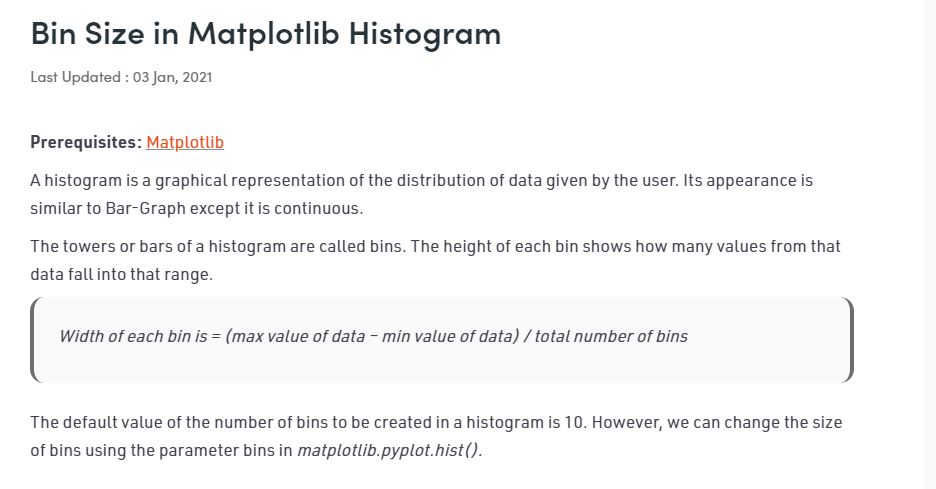 Bin Size in Matplotlib Histogram
Last Updated : 03 Jan, 2021
Prerequisites: Matplotlib
A histogram is a graphical representation of the distribution of data given by the user. Its appearance is
similar to Bar-Graph except it is continuous.
The towers or bars of a histogram are called bins. The height of each bin shows how many values from that
data fall into that range.
Width of each bin is = (max value of data – min value of data) / total number of bins
The default value of the number of bins to be created in a histogram is 10. However, we can change the size
of bins using the parameter bins in matplotlib.pyplot.hist().